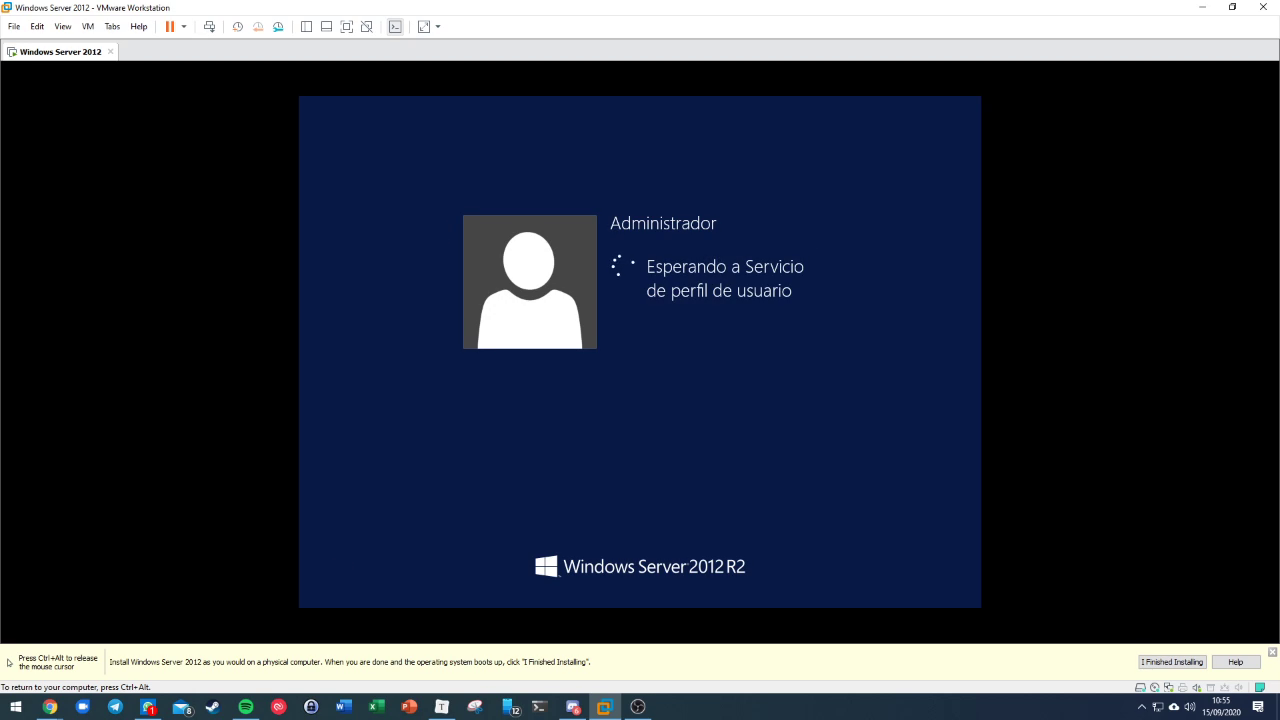 Windows Server 2012 - VMware Workstation
File Edit View VM Tabs Help
Windows Server 2012
Administrador
Esperando a Servicio
de perfil de usuario
Windows Server 2012 R2
Press Ctrl+Alt to release
the mouse cursor
Install Windows Server 2012 as you would on a physical computer. When you are done and the operating system boots up, click "I Finished Installing".
I Finished Installing
Help
To return to your computer, press Ctrl+Alt.
1
8
12
10:55
15/09/2020